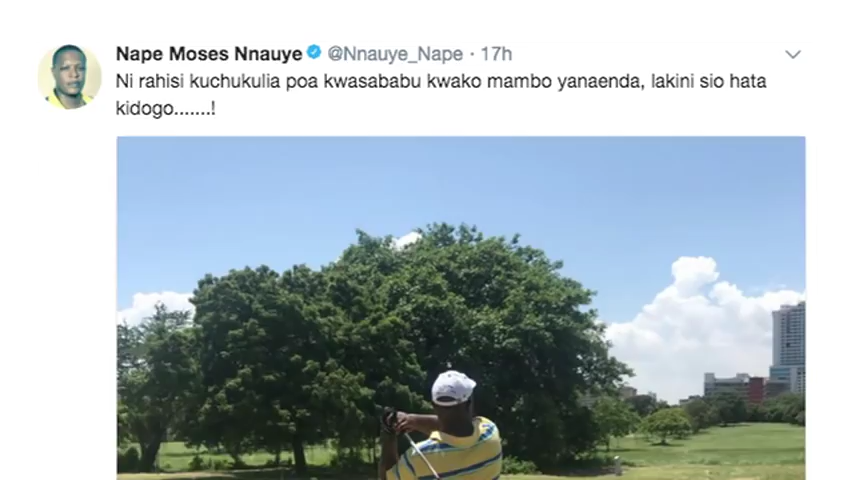 Nape Moses Nnauye @Nnauye_Nape · 17h
Ni rahisi kuchukulia poa kwasababu kwako mambo yanaenda, lakini sio hata
kidogo.......!